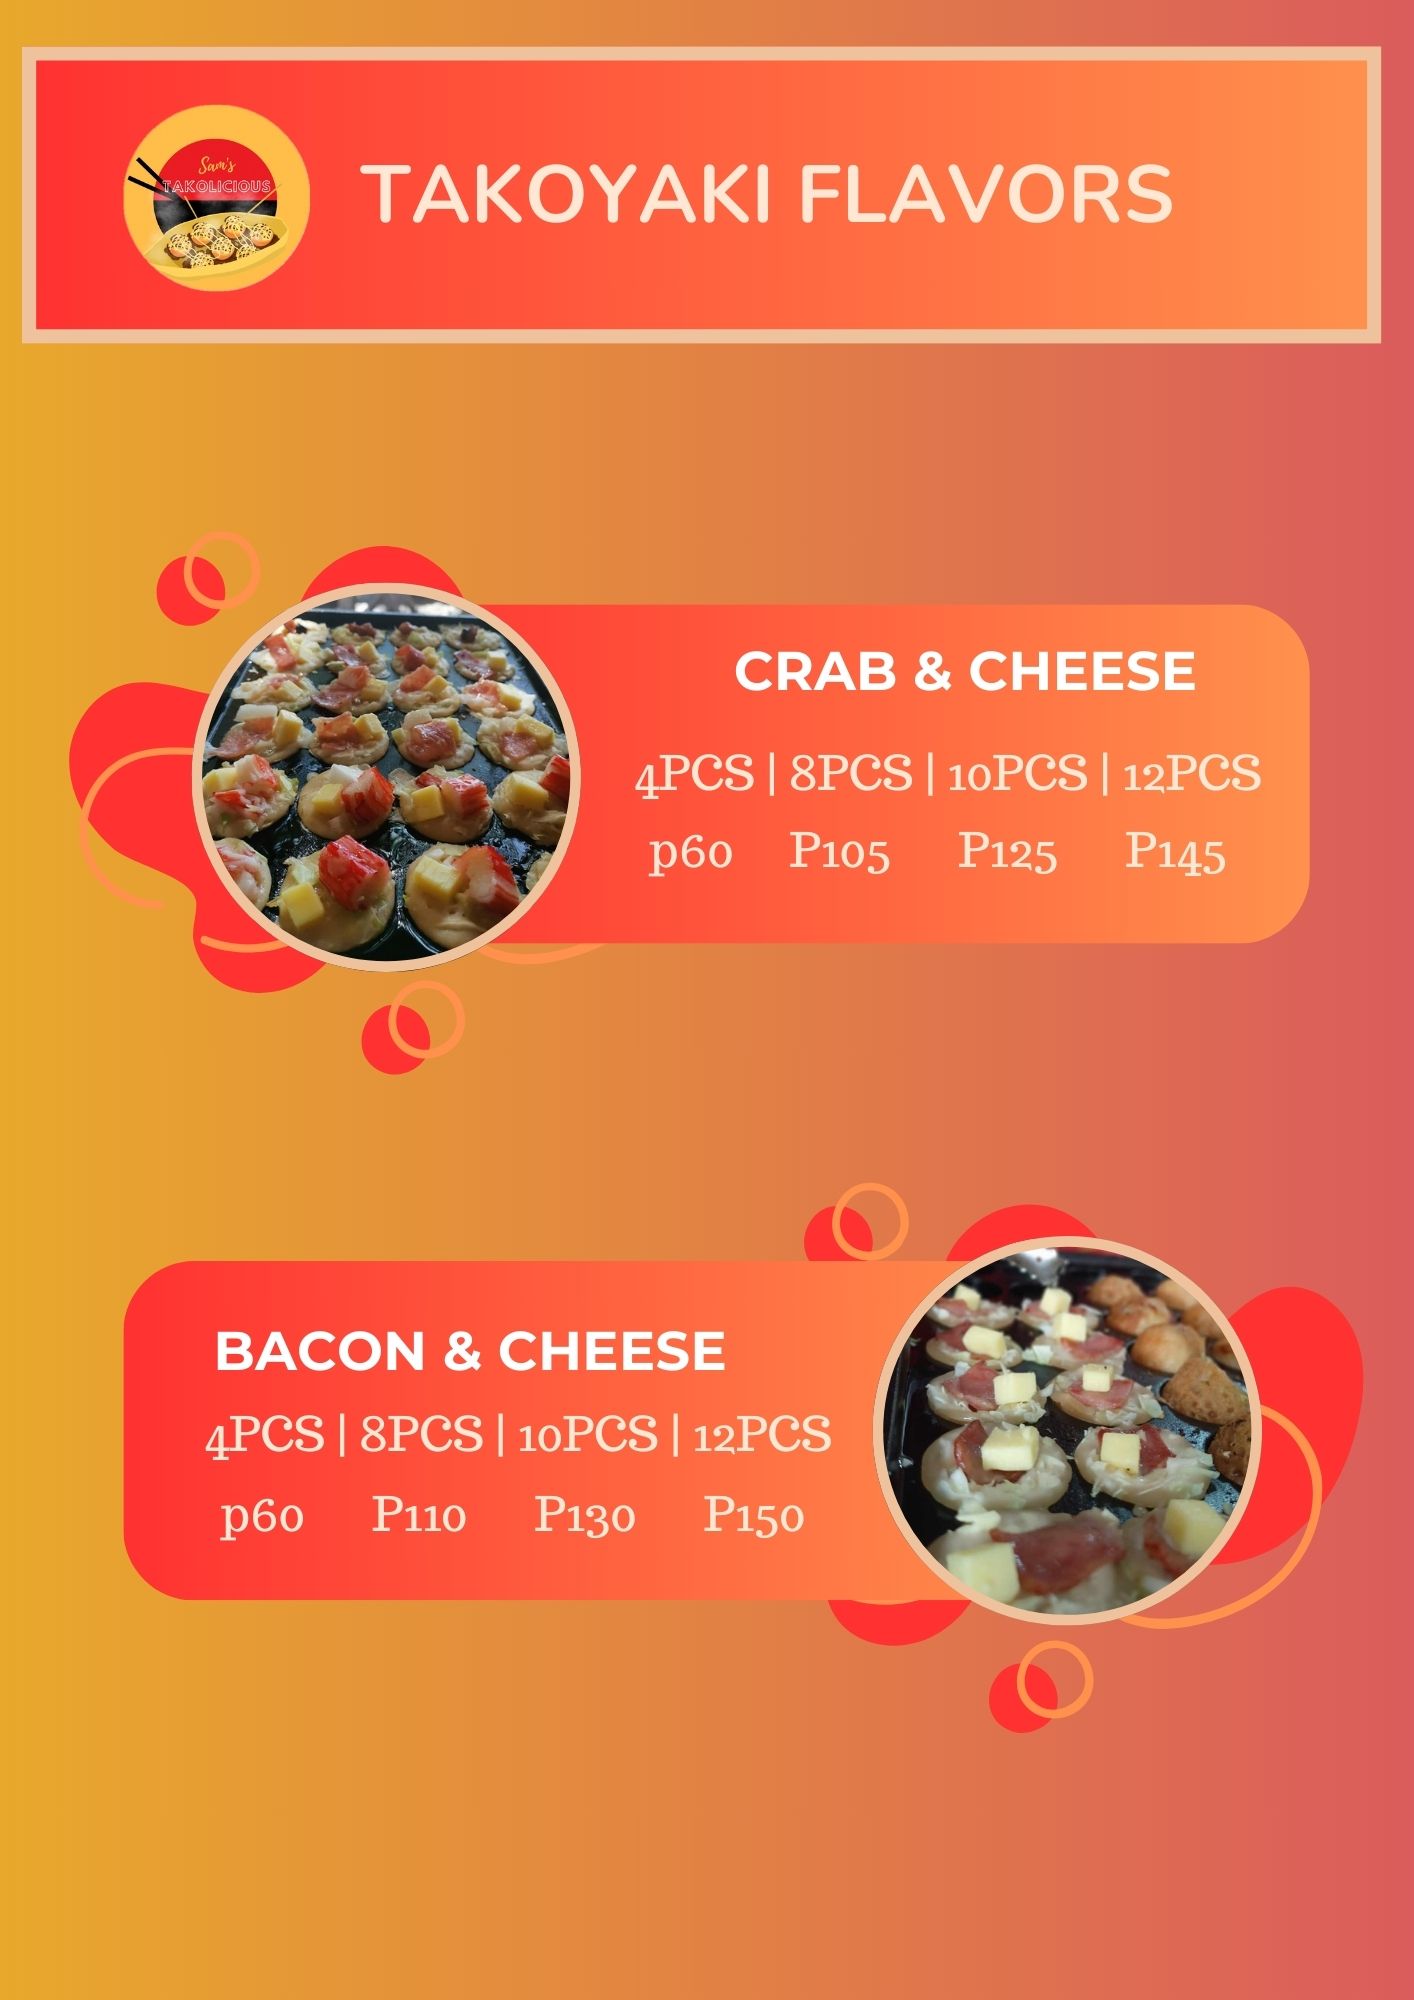 Sam's
TAKOLICIOUS
TAKOYAKI FLAVORS
CRAB & CHEESE
4PCS | 8PCS | 10PCS | 12PCS
p60 P105 P125 P145
BACON & CHEESE
4PCS | 8PCS | 10PCS | 12PCS
p60 P110 P130 P150